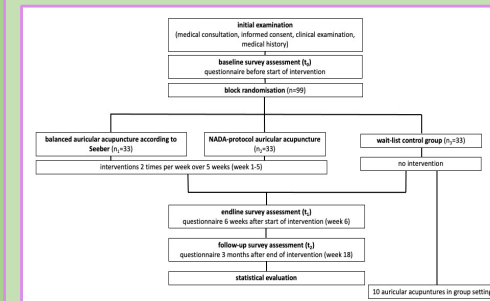 initial examination
(medical consultation, informed consent, clinical examination,
medical history)
baseline survey assessment (t₀)
questionnaire before start of intervention
block randomisation (n=99)
balanced auricular acupuncture according to
Seeber (n₁=33)
NADA-protocol auricular acupuncture
(n₂=33)
wait-list control group (n₃=33)
interventions 2 times per week over 5 weeks (week 1-5)
no intervention
endline survey assessment (t₁)
questionnaire 6 weeks after start of intervention (week 6)
follow-up survey assessment (t₂)
questionnaire 3 months after end of intervention (week 18)
statistical evaluation
10 auricular acupuntures in group setting